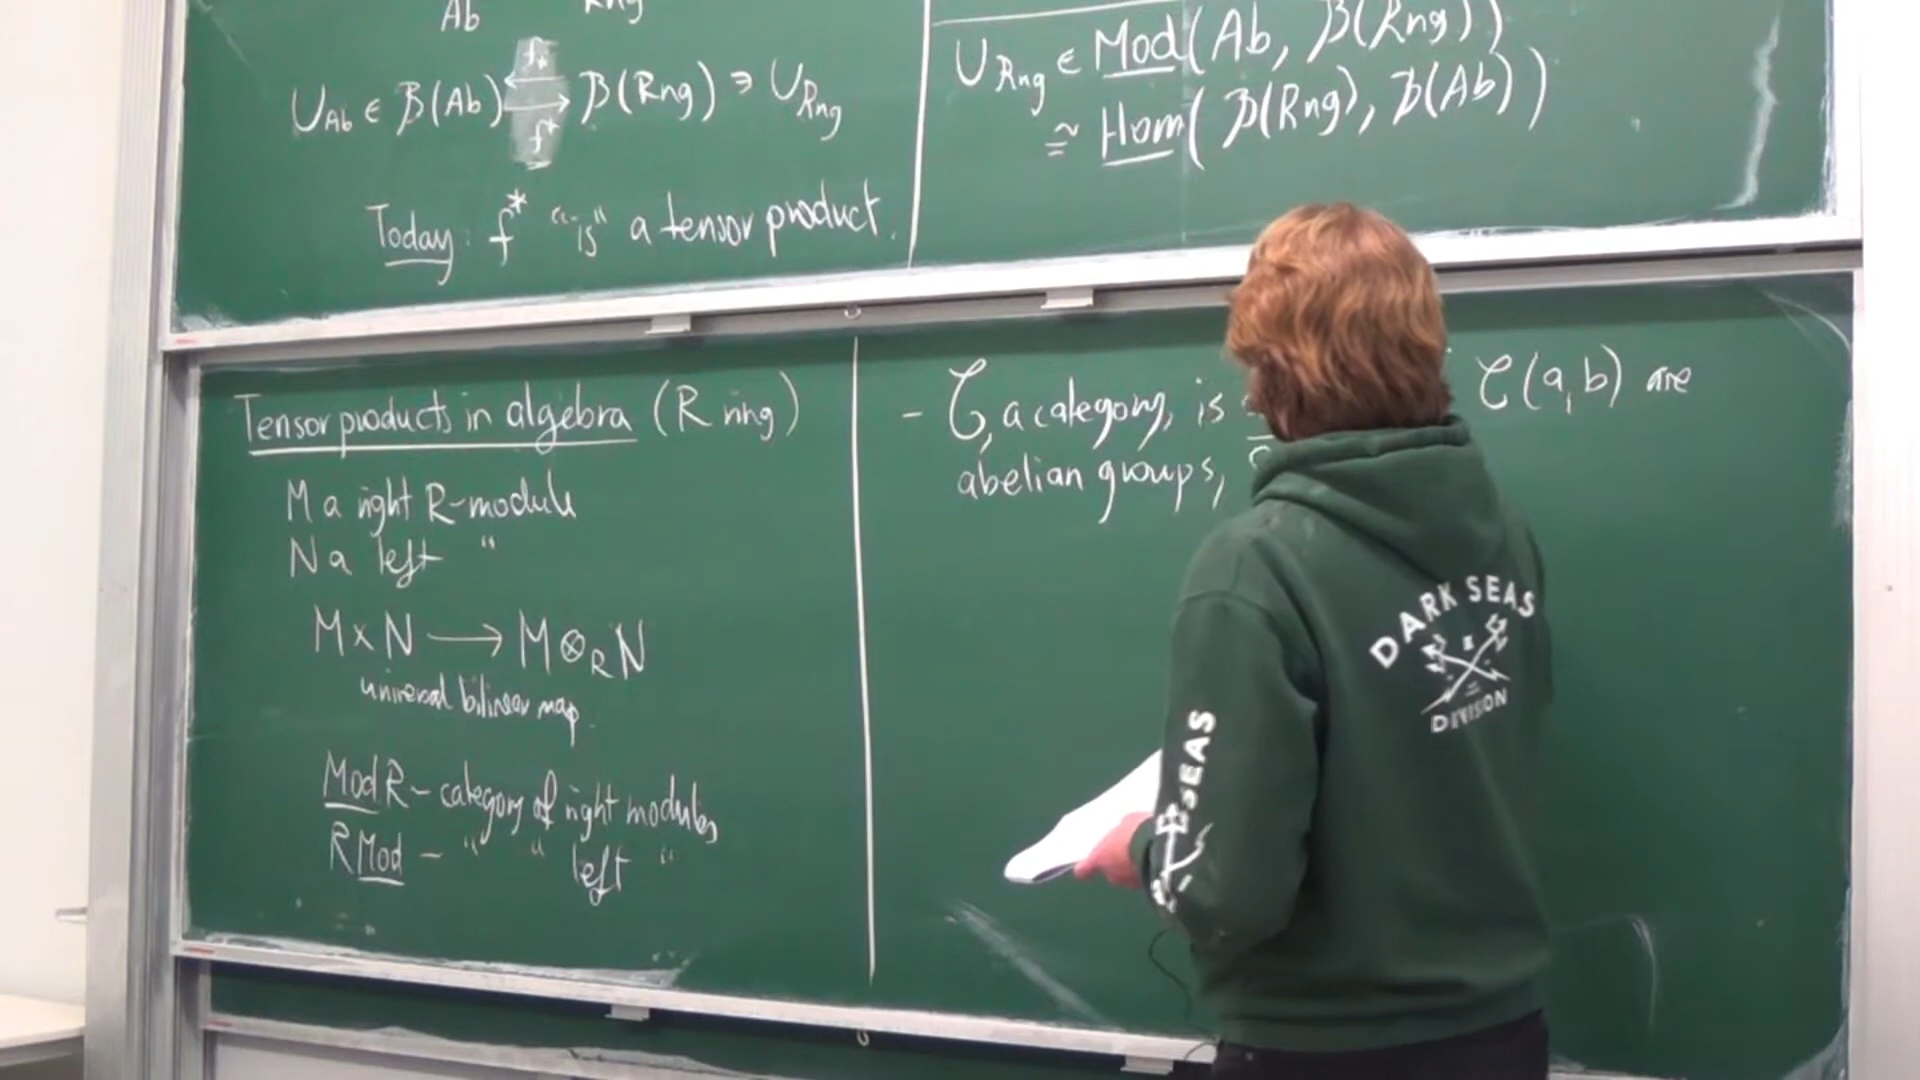 Ab Rng
f*
U_Ab ∈ B(Ab) ⇄ B(Rng) ∋ U_Rng
f*
Today: f* "is" a tensor product.
U_Rng ∈ Mod(Ab, B(Rng))
≅ Hom(B(Rng), B(Ab))
Tensor products in algebra (R ring)
M a right R-module
N a left "
M × N → M ⊗_R N
universal bilinear map.
Mod R - category of right modules
R Mod - " " left "
- C, a category, is C(a,b) are
abelian groups,
DARK SEAS
DIVISION
SEAS